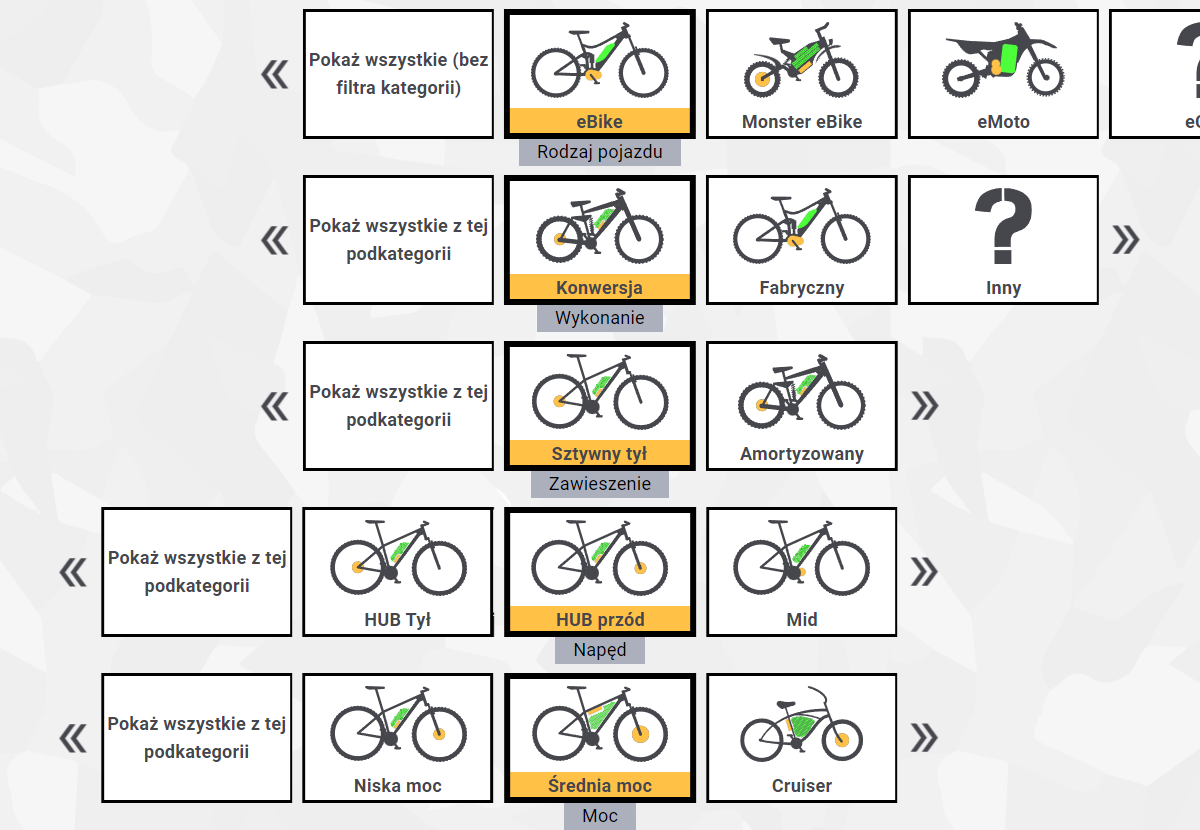 Pokaż wszystkie (bez
filtra kategorii)
eBike
Monster eBike
eMoto
Rodzaj pojazdu
Pokaż wszystkie z tej
podkategorii
Konwersja
Fabryczny
Inny
Wykonanie
Pokaż wszystkie z tej
podkategorii
Sztywny tył
Amortyzowany
Zawieszenie
Pokaż wszystkie z tej
podkategorii
HUB Tył
HUB przód
Mid
Napęd
Pokaż wszystkie z tej
podkategorii
Niska moc
Średnia moc
Cruiser
Moc